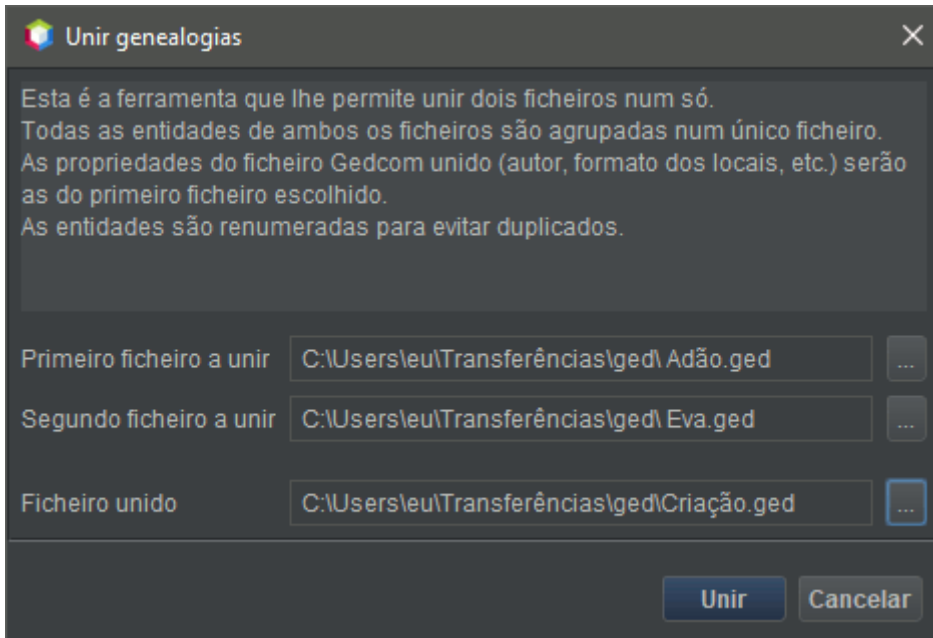 Unir genealogias
Esta é a ferramenta que lhe permite unir dois ficheiros num só.
Todas as entidades de ambos os ficheiros são agrupadas num único ficheiro.
As propriedades do ficheiro Gedcom unido (autor, formato dos locais, etc.) serão
as do primeiro ficheiro escolhido.
As entidades são renumeradas para evitar duplicados.
Primeiro ficheiro a unir C:\Users\eu\Transferências\ged\ Adão.ged ...
Segundo ficheiro a unir C:\Users\eu\Transferências\ged\ Eva.ged ...
Ficheiro unido C:\Users\eu\Transferências\ged\Criação.ged ...
Unir Cancelar